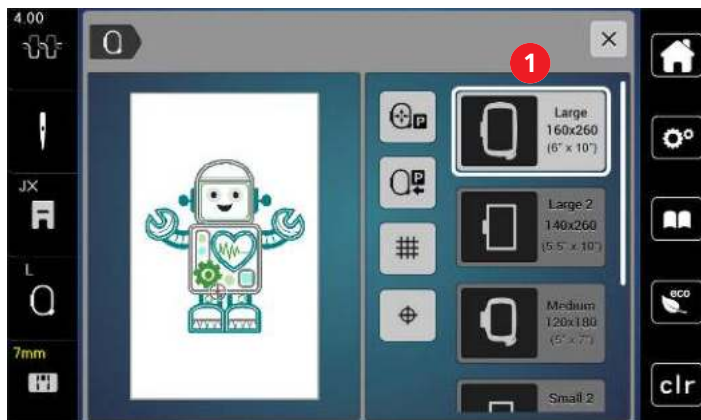 4.00
1
P
P
JX
L
7mm
Large
160x260
(6" x 10")
Large 2
140x260
(5.5" x 10")
Medium
120x180
(5" x 7")
Small 2
eco
clr